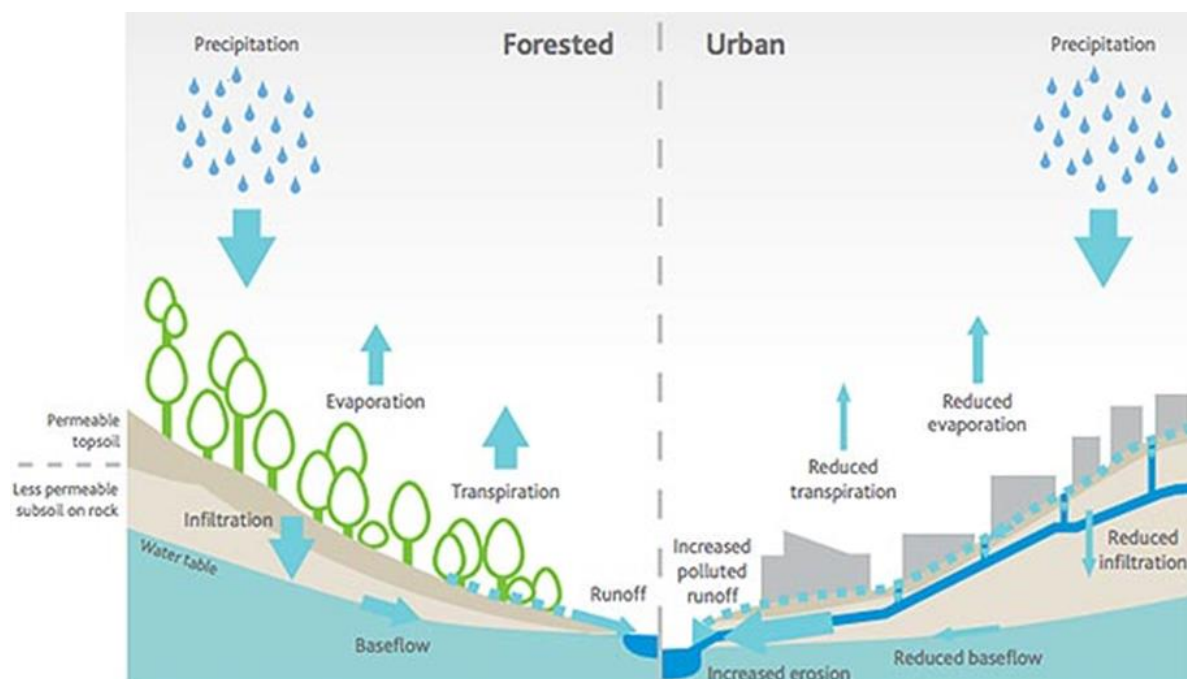 Precipitation
Forested
Urban
Precipitation
Evaporation
Reduced
evaporation
Permeable
topsoil
Transpiration
Reduced
transpiration
Less permeable
subsoil on rock
Infiltration
Water table
Runoff
Baseflow
Increased
polluted
runoff
Reduced
infiltration
Reduced baseflow
Increased erosion